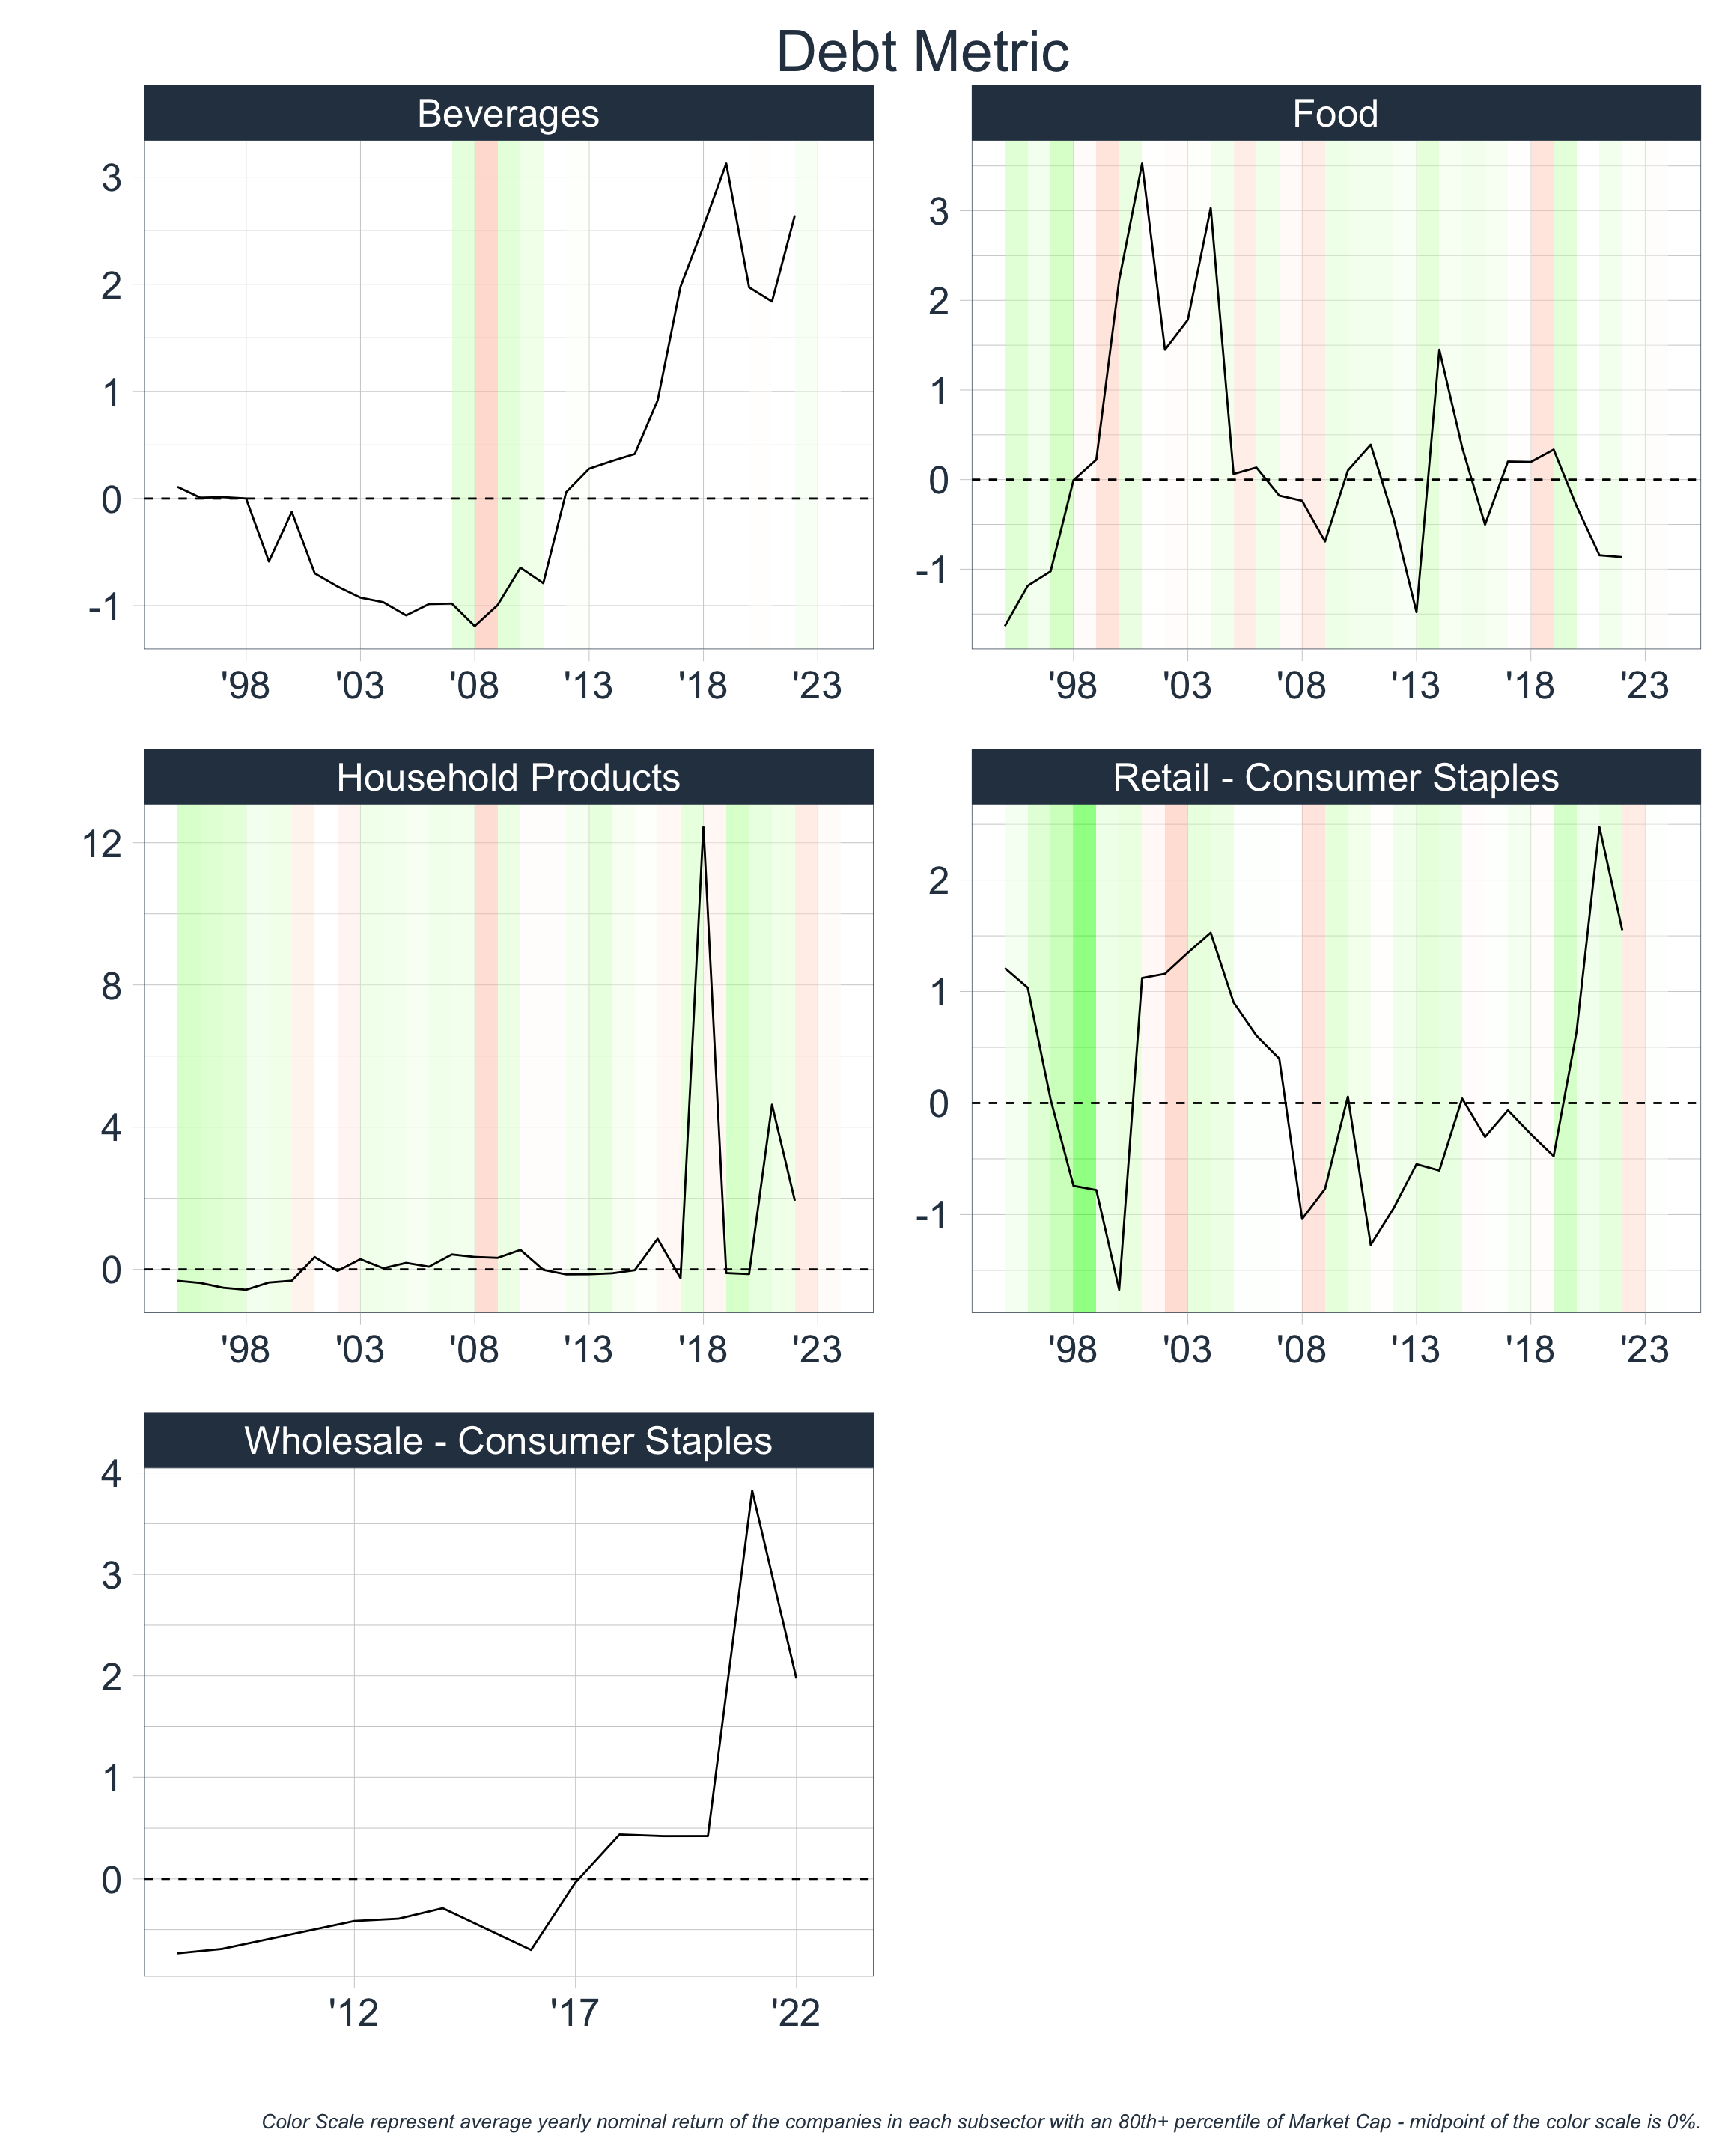 Debt Metric
Beverages
3
2
1
0
-1
'98 '03 '08 '13 '18 '23
Food
3
2
1
0
-1
'98 '03 '08 '13 '18 '23
Household Products
12
8
4
0
'98 '03 '08 '13 '18 '23
Retail - Consumer Staples
2
1
0
-1
'98 '03 '08 '13 '18 '23
Wholesale - Consumer Staples
4
3
2
1
0
'12 '17 '22
Color Scale represent average yearly nominal return of the companies in each subsector with an 80th+ percentile of Market Cap - midpoint of the color scale is 0%.